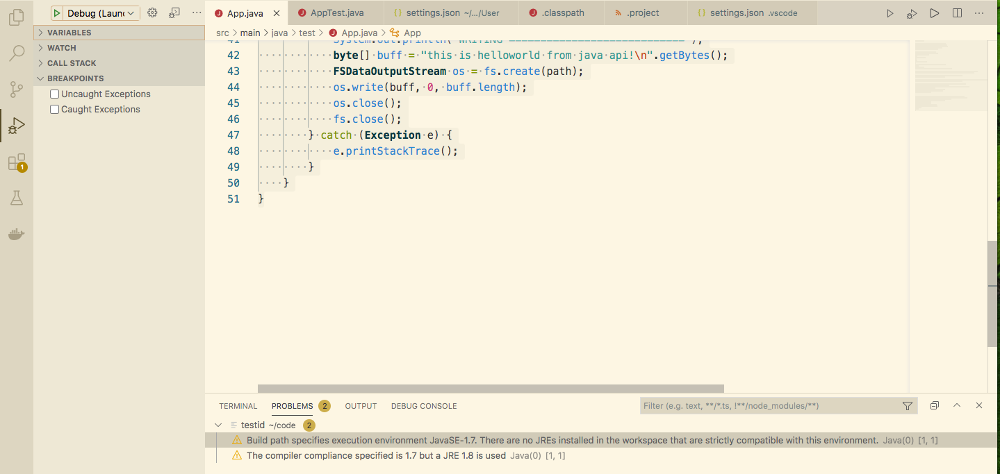 Debug (Laun
App.java
AppTest.java
settings.json ~/.../User
.classpath
.project
settings.json .vscode
VARIABLES
WATCH
CALL STACK
BREAKPOINTS
Uncaught Exceptions
Caught Exceptions
1
src > main > java > test > App.java > App
41 System.out.println("WRITING ============================");
42 byte[] buff = "this is helloworld from java api!\n".getBytes();
43 FSDataOutputStream os = fs.create(path);
44 os.write(buff, 0, buff.length);
45 os.close();
46 fs.close();
47 } catch (Exception e) {
48 e.printStackTrace();
49 }
50 }
51 }
TERMINAL PROBLEMS 2 OUTPUT DEBUG CONSOLE
Filter (e.g. text, **/*.ts, !**/node_modules/**)
testid ~/code 2
Build path specifies execution environment JavaSE-1.7. There are no JREs installed in the workspace that are strictly compatible with this environment. Java(0) [1, 1]
The compiler compliance specified is 1.7 but a JRE 1.8 is used Java(0) [1, 1]